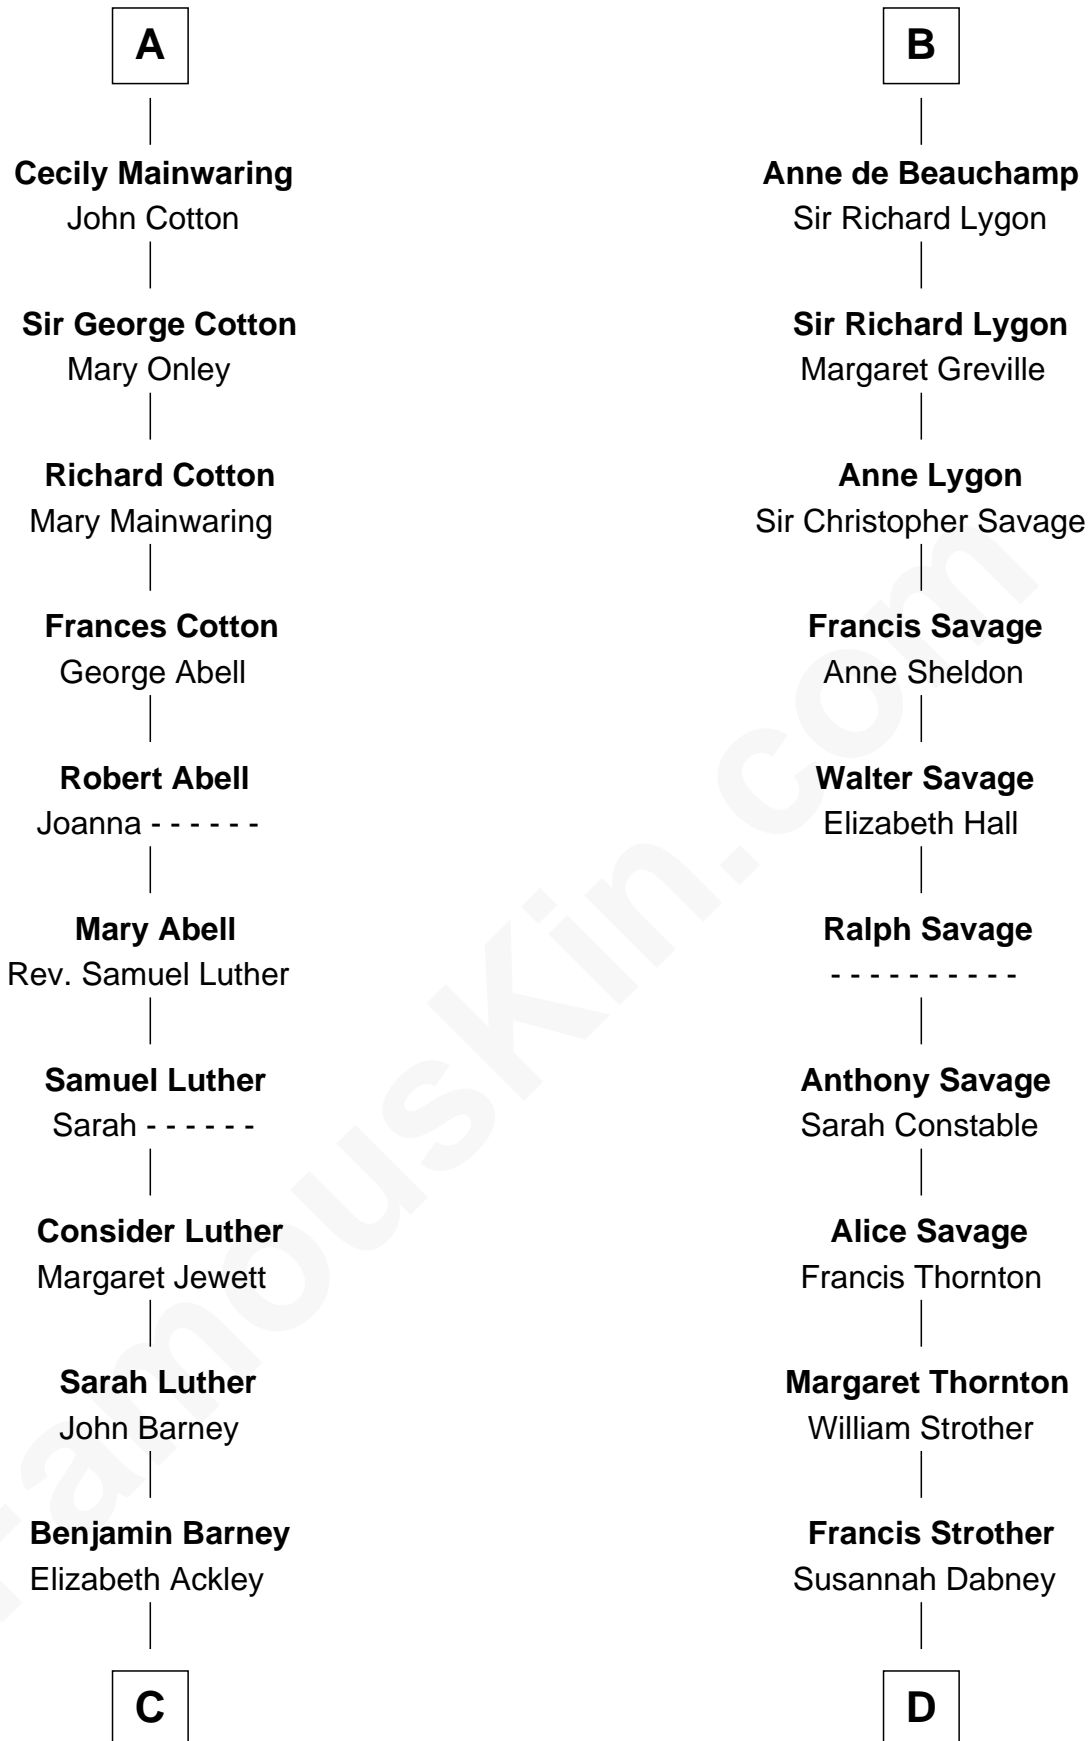 A
Cecily Mainwaring
John Cotton
Sir George Cotton
Mary Onley
Richard Cotton
Mary Mainwaring
Frances Cotton
George Abell
Robert Abell
Joanna - - - - - -
Mary Abell
Rev. Samuel Luther
Samuel Luther
Sarah - - - - - -
Consider Luther
Margaret Jewett
Sarah Luther
John Barney
Benjamin Barney
Elizabeth Ackley
C
B
Anne de Beauchamp
Sir Richard Lygon
Sir Richard Lygon
Margaret Greville
Anne Lygon
Sir Christopher Savage
Francis Savage
Anne Sheldon
Walter Savage
Elizabeth Hall
Ralph Savage
- - - - - - - - - -
Anthony Savage
Sarah Constable
Alice Savage
Francis Thornton
Margaret Thornton
William Strother
Francis Strother
Susannah Dabney
D
FamousKin.com